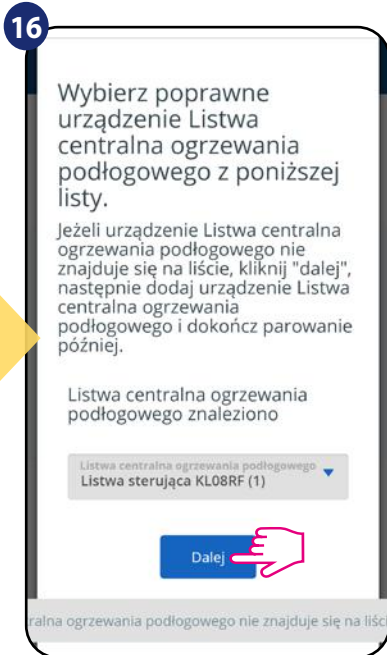 16
Wybierz poprawne
urządzenie Listwa
centralna ogrzewania
podłogowego z poniższej
listy.
Jeżeli urządzenie Listwa centralna
ogrzewania podłogowego nie
znajduje się na liście, kliknij "dalej",
następnie dodaj urządzenie Listwa
centralna ogrzewania
podłogowego i dokończ parowanie
później.
Listwa centralna ogrzewania
podłogowego znaleziono
Listwa centralna ogrzewania podłogowego
Listwa sterująca KL08RF (1)
Dalej
ogrzewania podłogowego nie znajduje się na